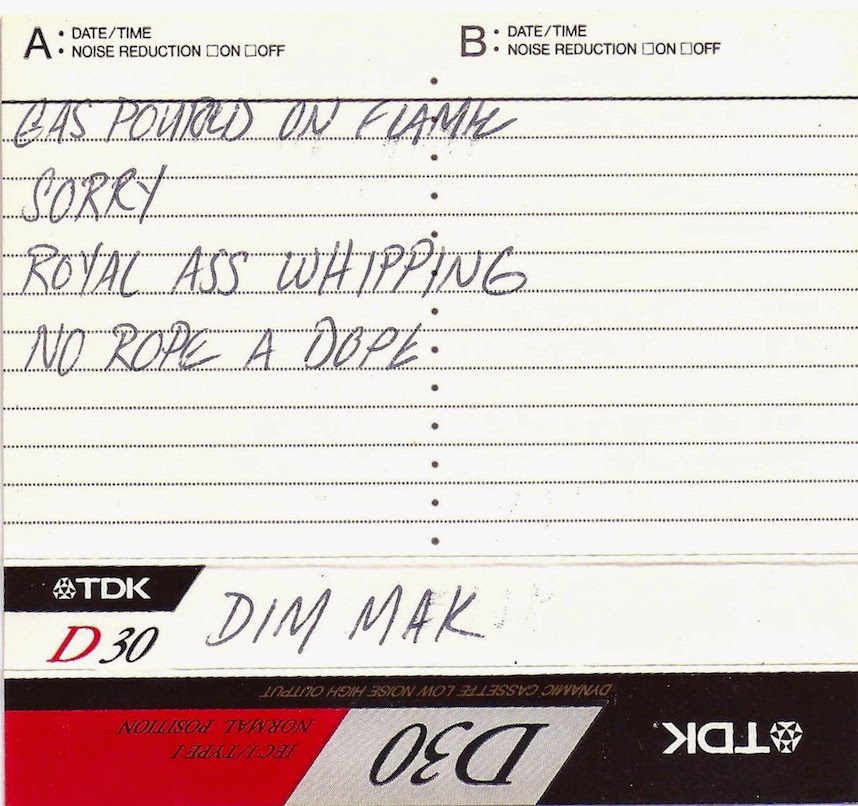 A • DATE/TIME
• NOISE REDUCTION □ON □OFF
B • DATE/TIME
• NOISE REDUCTION □ON □OFF
GAS POURED ON FLAME
SORRY
ROYAL ASS WHIPPING
NO ROPE A DOPE
TDK
D30
DIM MAK
DYNAMIC CASSETTE LOW NOISE HIGH OUTPUT
TDK
D30
IEC I/TYPE I
NORMAL POSITION